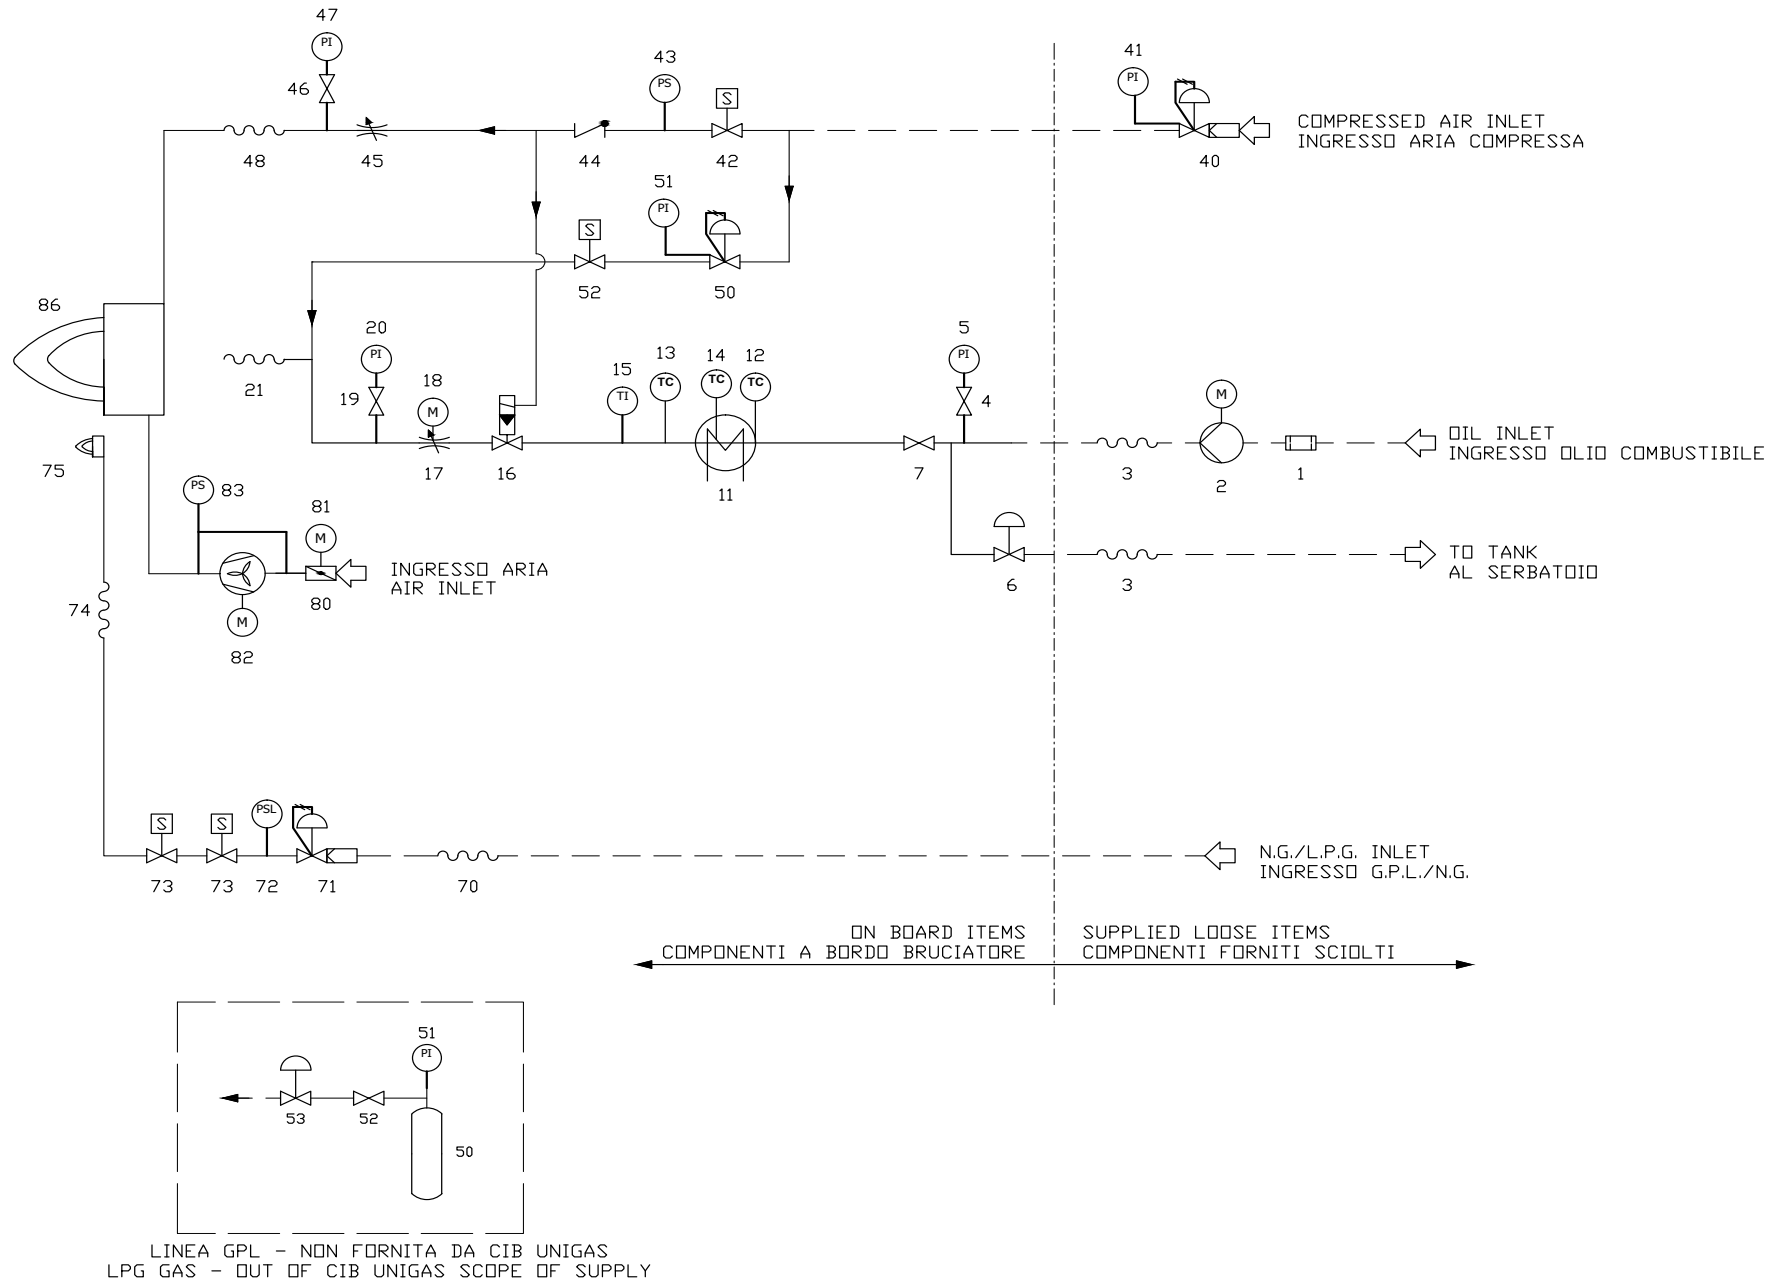 47
PI
46
43
PS
S
41
PI
COMPRESSED AIR INLET
INGRESSO ARIA COMPRESSA
48
45
44
42
40
51
PI
S
52
50
86
20
PI
5
PI
13
14
12
15
TC
TC
TC
TI
18
M
19
4
M
21
OIL INLET
INGRESSO OLIO COMBUSTIBILE
75
17
16
11
7
3
2
1
PS
83
81
M
INGRESSO ARIA
AIR INLET
TO TANK
AL SERBATOIO
6
3
74
80
M
82
S
S
PSL
N.G./L.P.G. INLET
INGRESSO G.P.L./N.G.
73
73
72
71
70
ON BOARD ITEMS
COMPONENTI A BORDO BRUCIATORE
SUPPLIED LOOSE ITEMS
COMPONENTI FORNITI SCIOLTI
51
PI
53
52
50
LINEA GPL - NON FORNITA DA CIB UNIGAS
LPG GAS - OUT OF CIB UNIGAS SCOPE OF SUPPLY